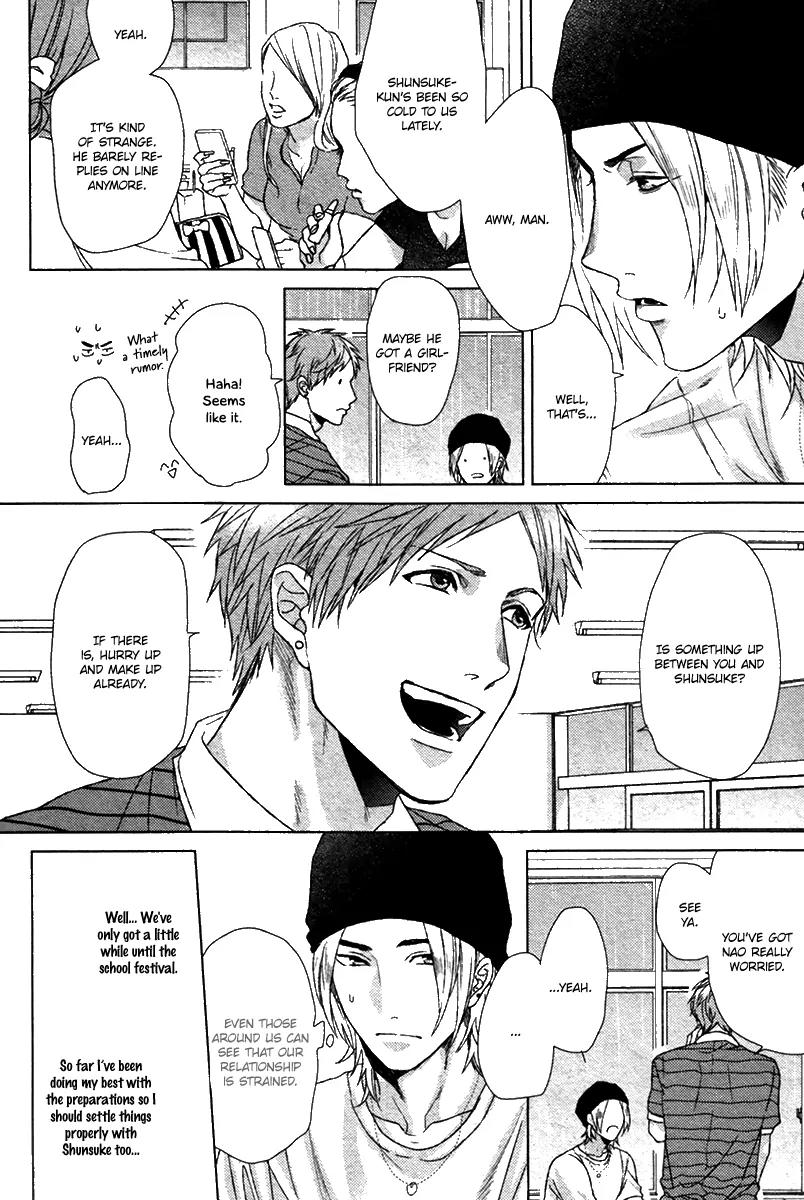 AWW, MAN.
SHUNSUKE-
KUN'S BEEN SO
COLD TO US
LATELY.
YEAH.
IT'S KIND
OF STRANGE.
HE BARELY RE-
PLIES ON LINE
ANYMORE.
WELL,
THAT'S...
MAYBE HE
GOT A GIRL-
FRIEND?
Haha!
Seems
like it.
What
a timely
rumor.
YEAH...
IS SOMETHING UP
BETWEEN YOU AND
SHUNSUKE?
IF THERE
IS, HURRY UP
AND MAKE UP
ALREADY.
YOU'VE GOT
NAO REALLY
WORRIED.
SEE
YA.
...YEAH.
...
EVEN THOSE
AROUND US CAN
SEE THAT OUR
RELATIONSHIP
IS STRAINED.
Well... We've
only got a little
while until the
school festival.
So far I've been
doing my best with
the preparations so I
should settle things
properly with
Shunsuke too...